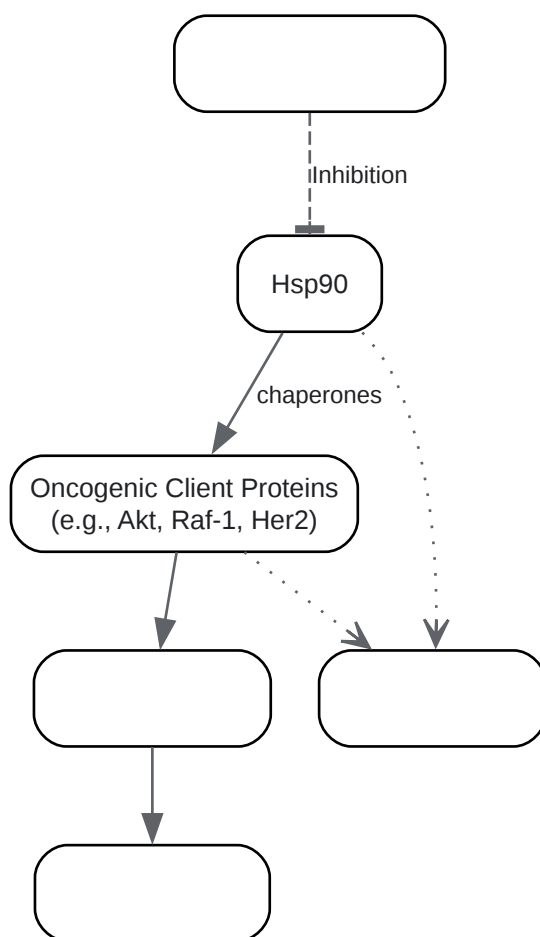 Inhibition
Hsp90
chaperones
Oncogenic Client Proteins
(e.g., Akt, Raf-1, Her2)